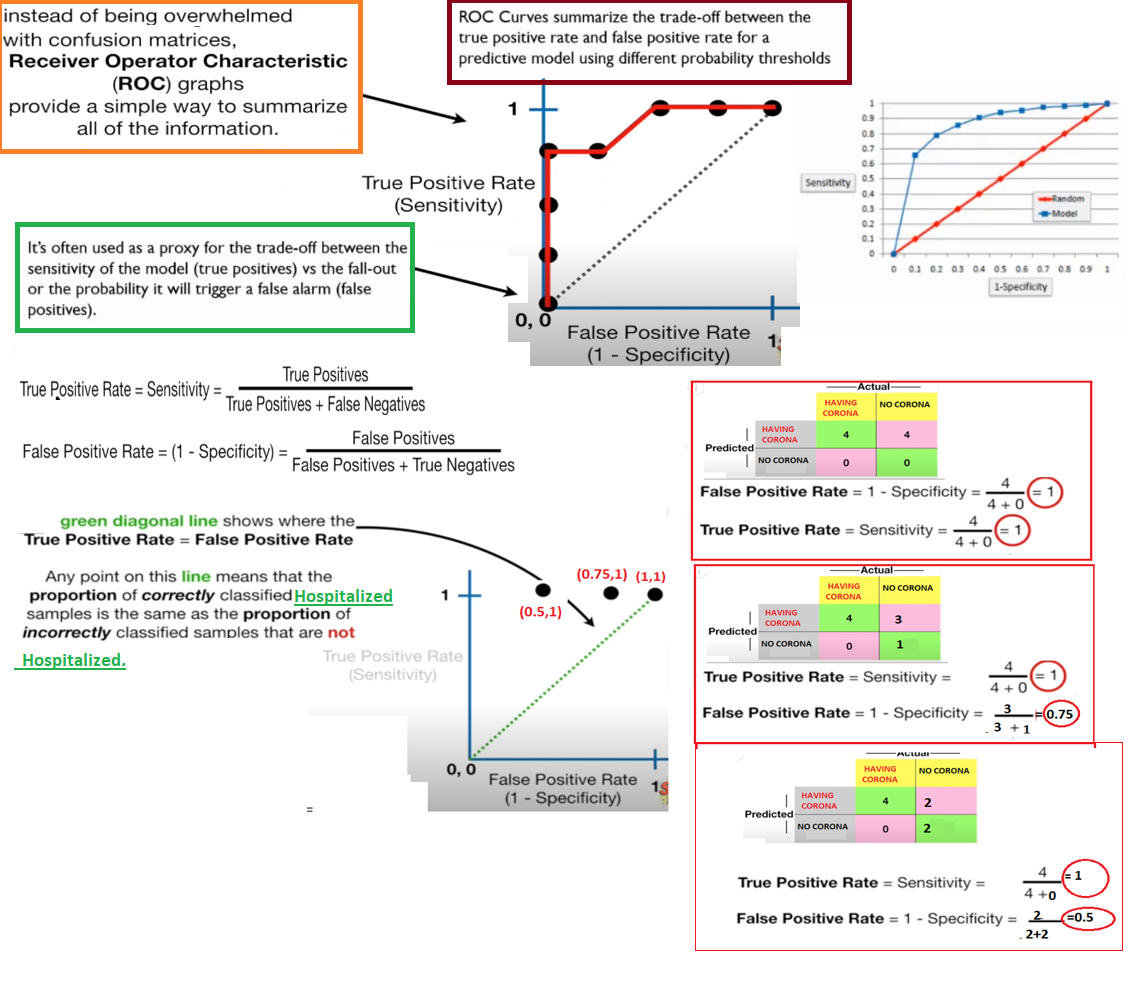 instead of being overwhelmed
with confusion matrices,
Receiver Operator Characteristic
(ROC) graphs
provide a simple way to summarize
all of the information.
ROC Curves summarize the trade-off between the
true positive rate and false positive rate for a
predictive model using different probability thresholds
1
True Positive Rate
(Sensitivity)
0, 0
False Positive Rate
(1 - Specificity)
1
1
0.9
0.8
0.7
0.6
0.5
0.4
0.3
0.2
0.1
0
Sensitivity
Random
Model
0 0.1 0.2 0.3 0.4 0.5 0.6 0.7 0.8 0.9 1
1-Specificity
It's often used as a proxy for the trade-off between the
sensitivity of the model (true positives) vs the fall-out
or the probability it will trigger a false alarm (false
positives).
True Positive Rate = Sensitivity = True Positives
True Positives + False Negatives
False Positive Rate = (1 - Specificity) = False Positives
False Positives + True Negatives
green diagonal line shows where the
True Positive Rate = False Positive Rate
Any point on this line means that the
proportion of correctly classified Hospitalized
samples is the same as the proportion of
incorrectly classified samples that are not
Hospitalized.
1
(0.5,1)
(0.75,1)
(1,1)
True Positive Rate
(Sensitivity)
0, 0
False Positive Rate
(1 - Specificity)
1
=
Actual
HAVING CORONA
NO CORONA
Predicted
HAVING CORONA 4 4
NO CORONA 0 0
False Positive Rate = 1 - Specificity = 4
4 + 0 = 1
True Positive Rate = Sensitivity = 4
4 + 0 = 1
Actual
HAVING CORONA
NO CORONA
Predicted
HAVING CORONA 4 3
NO CORONA 0 1
True Positive Rate = Sensitivity = 4
4 + 0 = 1
False Positive Rate = 1 - Specificity = 3
3 + 1 =0.75
Actual
HAVING CORONA
NO CORONA
Predicted
HAVING CORONA 4 2
NO CORONA 0 2
True Positive Rate = Sensitivity = 4
4 +0 = 1
False Positive Rate = 1 - Specificity = 2
2+2 =0.5